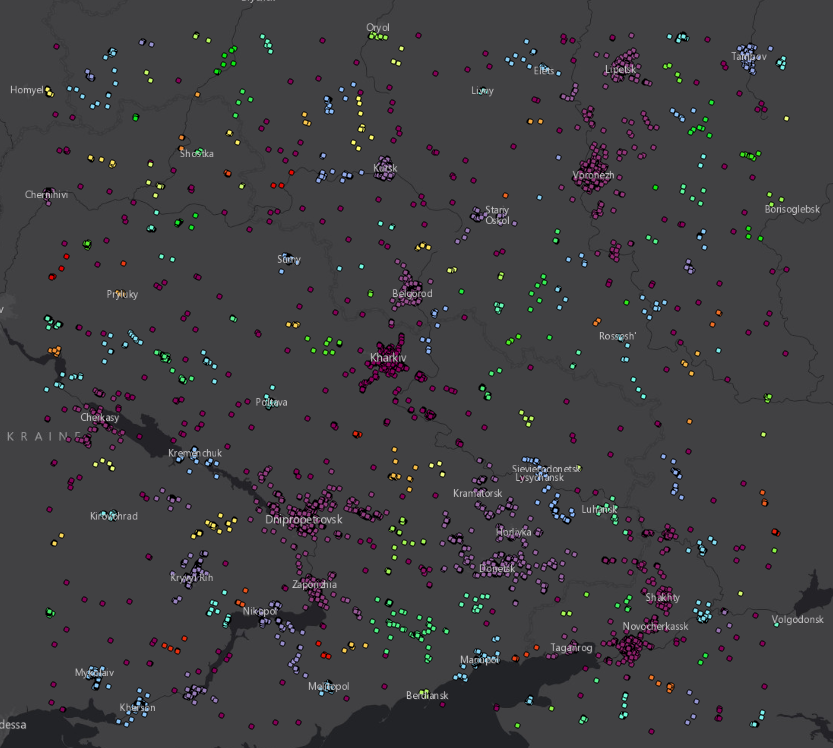 Oryol
Tambov
Elets
Lipetsk
Homyel
Livny
Shostka
Kursk
Voronezh
Chernihiv
Borisoglebsk
Stary
Oskol
Sumy
Pryluky
Belgorod
Rossosh'
Kharkiv
Poltava
Cherkasy
KRAINE
Kremenchuk
Sievierodonetsk
Lysychansk
Kramatorsk
Luhansk
Kirovohrad
Dnipropetrovsk
Horlivka
Donetsk
Kryvyi Rih
Zaporizhia
Shakhty
Nikopol
Volgodonsk
Novocherkassk
Taganrog
Mariupol
Mykolaiv
Melitopol
Berdiansk
Kherson
dessa